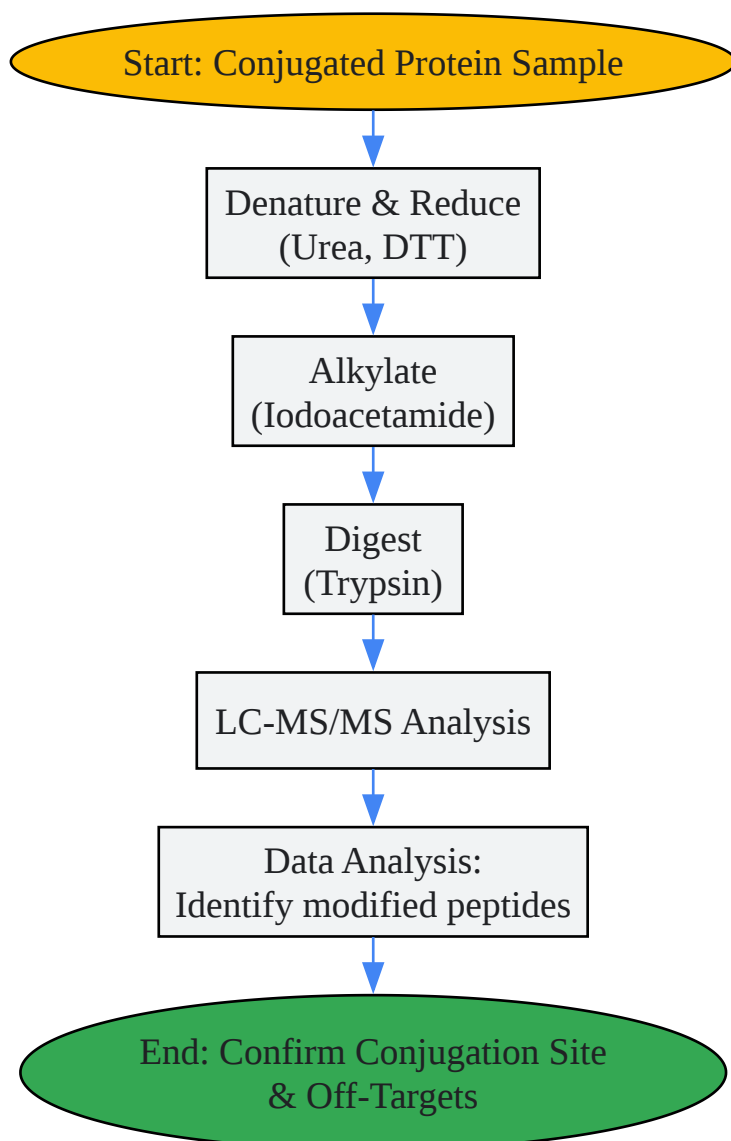 Start: Conjugated Protein Sample
Denature & Reduce
(Urea, DTT)
Alkylate
(Iodoacetamide)
Digest
(Trypsin)
LC-MS/MS Analysis
Data Analysis:
Identify modified peptides
End: Confirm Conjugation Site
& Off-Targets